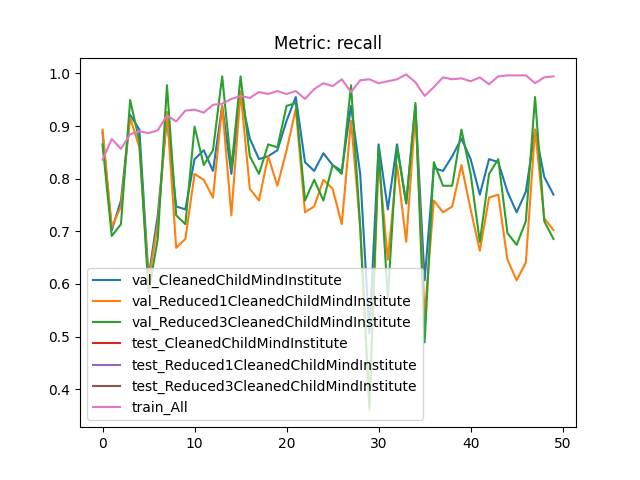 Metric: recall
1.0
0.9
0.8
0.7
0.6
0.5
0.4
val_CleanedChildMindInstitute
val_Reduced1CleanedChildMindInstitute
val_Reduced3CleanedChildMindInstitute
test_CleanedChildMindInstitute
test_Reduced1CleanedChildMindInstitute
test_Reduced3CleanedChildMindInstitute
train_All
0 10 20 30 40 50